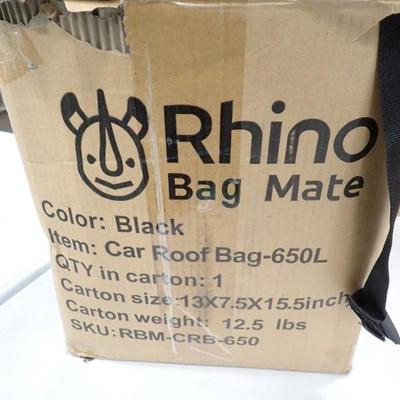 Rhino
Bag Mate
Color: Black
Item: Car Roof Bag-650L
QTY in carton: 1
Carton size:13X7.5X15.5inch
Carton weight: 12.5 lbs
SKU: RBM-CRB-650